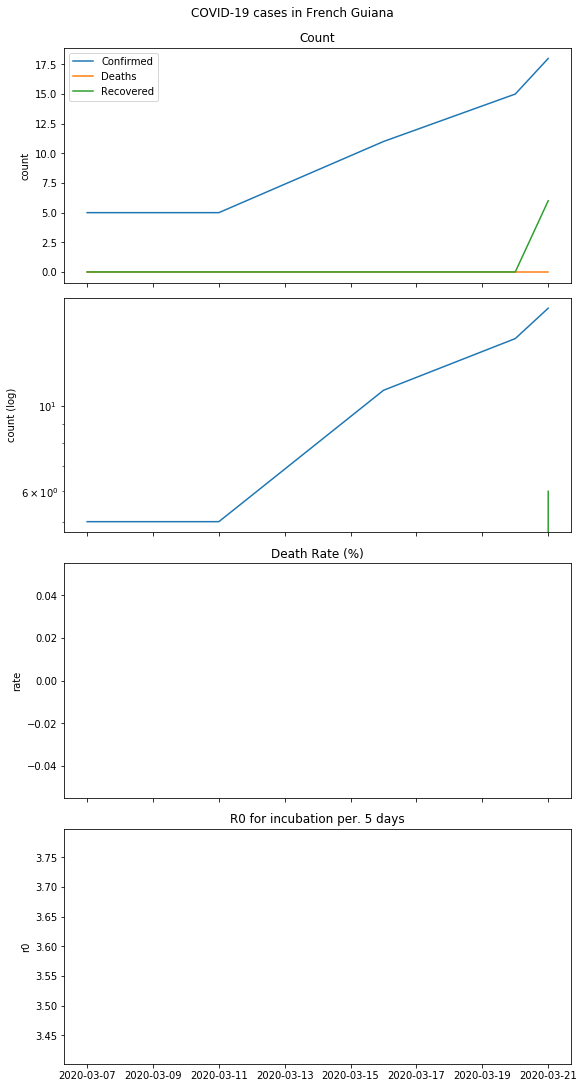 COVID-19 cases in French Guiana
Count
Confirmed
Deaths
Recovered
17.5
15.0
12.5
10.0
7.5
5.0
2.5
0.0
count
10¹
6 × 10⁰
count (log)
Death Rate (%)
0.04
0.02
0.00
−0.02
−0.04
rate
R0 for incubation per. 5 days
3.75
3.70
3.65
3.60
3.55
3.50
3.45
r0
2020-03-07 2020-03-09 2020-03-11 2020-03-13 2020-03-15 2020-03-17 2020-03-19 2020-03-21